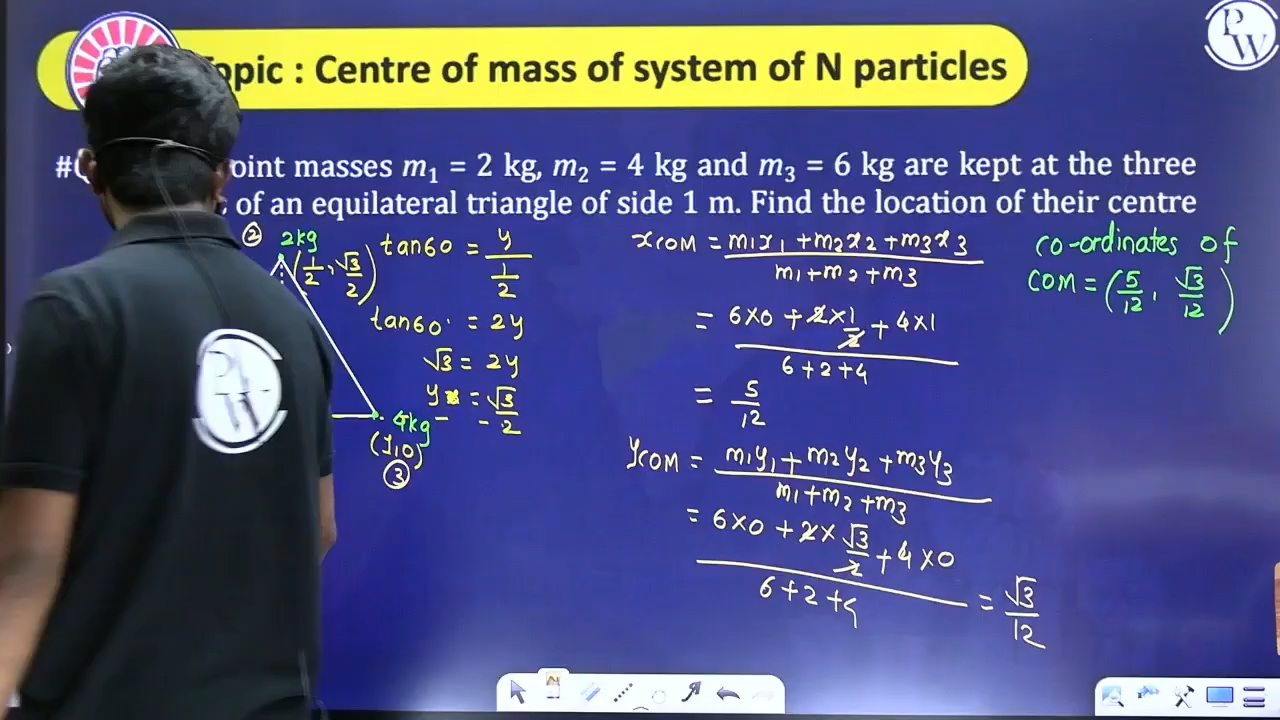 opic : Centre of mass of system of N particles
PW
#Q oint masses m₁ = 2 kg, m₂ = 4 kg and m₃ = 6 kg are kept at the three
of an equilateral triangle of side 1 m. Find the location of their centre
② 2kg
(1/2, √3/2)
4kg
(1,0)
③
tan60 = y / (1/2)
tan60° = 2y
√3 = 2y
y = √3/2
xCOM = (m₁x₁ + m₂x₂ + m₃x₃) / (m₁+m₂+m₃)
= (6×0 + 2×1/2 + 4×1) / (6+2+4)
= 5/12
yCOM = (m₁y₁ + m₂y₂ + m₃y₃) / (m₁+m₂+m₃)
= (6×0 + 2×√3/2 + 4×0) / (6+2+4) = √3/12
co-ordinates of
COM = (5/12, √3/12)
PW